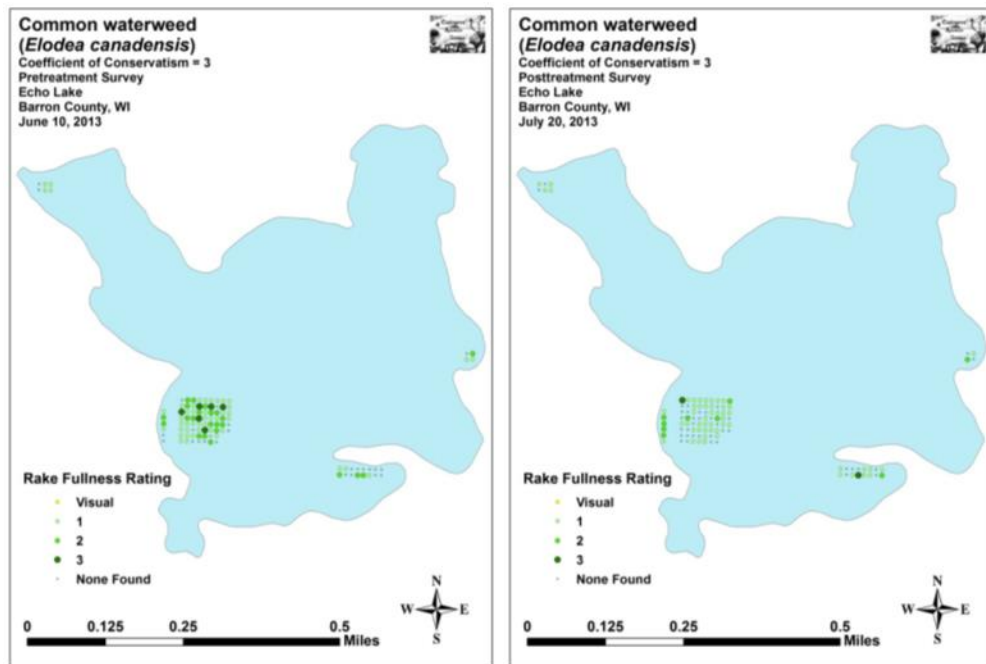 Common waterweed
(Elodea canadensis)
Coefficient of Conservatism = 3
Pretreatment Survey
Echo Lake
Barron County, WI
June 10, 2013
Rake Fullness Rating
Visual
1
2
3
None Found
N
W E
S
0 0.125 0.25 0.5
Miles
Common waterweed
(Elodea canadensis)
Coefficient of Conservatism = 3
Posttreatment Survey
Echo Lake
Barron County, WI
July 20, 2013
Rake Fullness Rating
Visual
1
2
3
None Found
N
W E
S
0 0.125 0.25 0.5
Miles